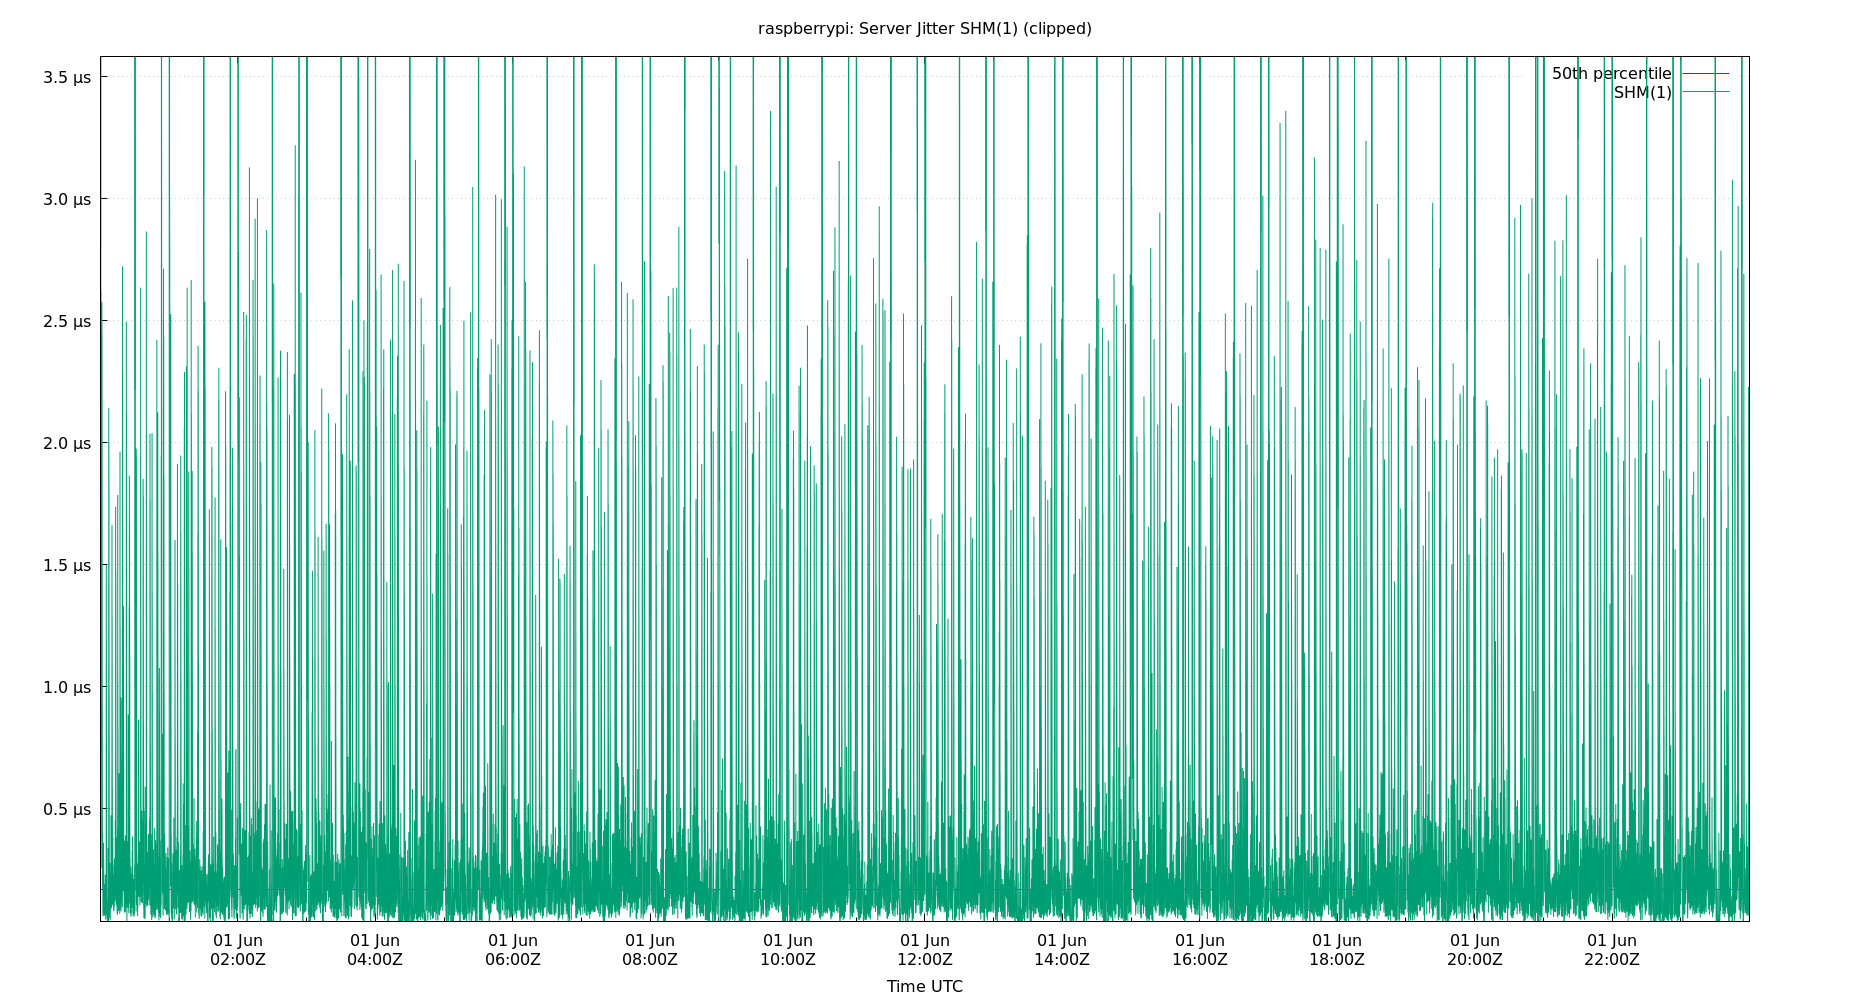 raspberrypi: Server Jitter SHM(1) (clipped)
50th percentile
SHM(1)
3.5 µs
3.0 µs
2.5 µs
2.0 µs
1.5 µs
1.0 µs
0.5 µs
01 Jun 01 Jun 01 Jun 01 Jun 01 Jun 01 Jun 01 Jun 01 Jun 01 Jun 01 Jun 01 Jun
02:00Z 04:00Z 06:00Z 08:00Z 10:00Z 12:00Z 14:00Z 16:00Z 18:00Z 20:00Z 22:00Z
Time UTC